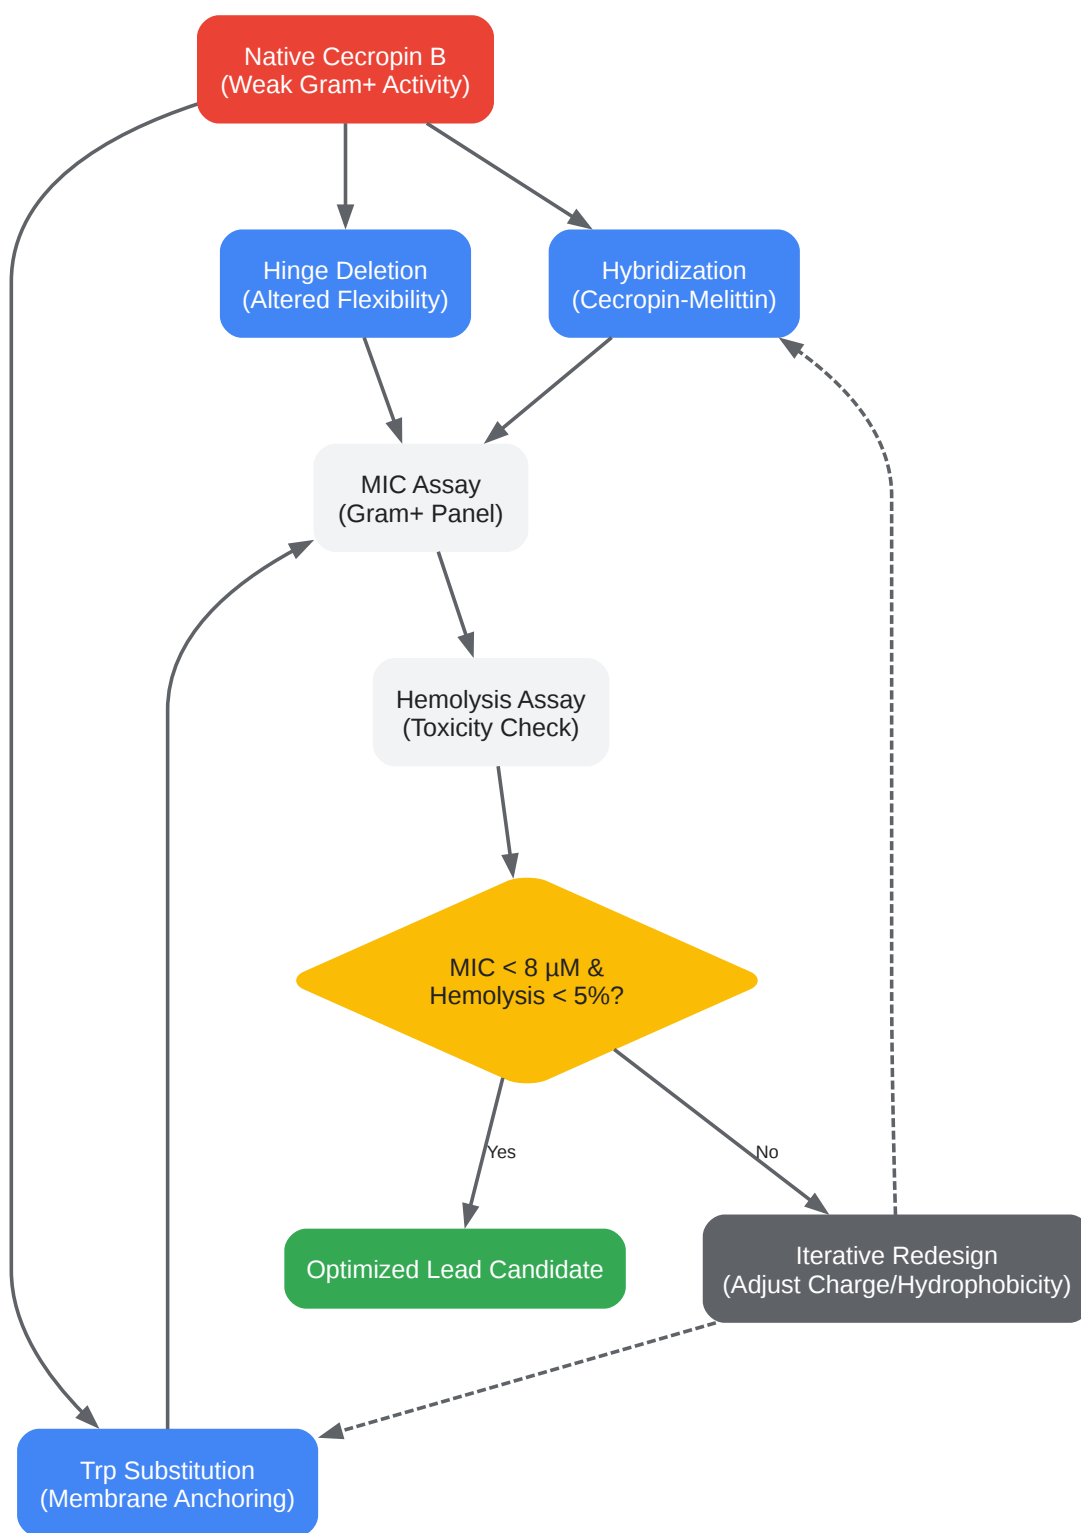 Native Cecropin B
(Weak Gram+ Activity)
Hinge Deletion
(Altered Flexibility)
Hybridization
(Cecropin-Melittin)
MIC Assay
(Gram+ Panel)
Hemolysis Assay
(Toxicity Check)
MIC < 8 µM &
Hemolysis < 5%?
Yes
No
Optimized Lead Candidate
Iterative Redesign
(Adjust Charge/Hydrophobicity)
Trp Substitution
(Membrane Anchoring)